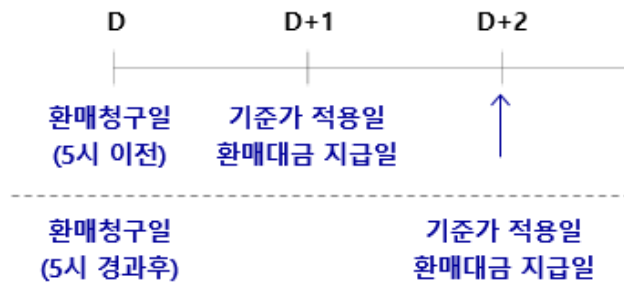 D D+1 D+2
환매청구일 기준가 적용일
(5시 이전) 환매대금 지급일
환매청구일 기준가 적용일
(5시 경과후) 환매대금 지급일